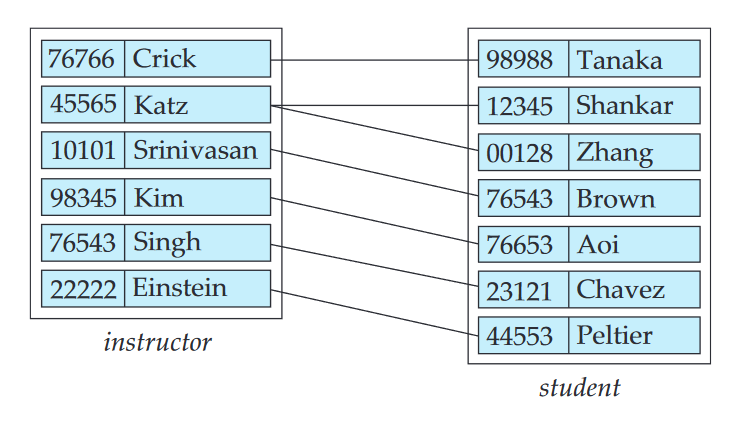 76766 Crick
45565 Katz
10101 Srinivasan
98345 Kim
76543 Singh
22222 Einstein
instructor
98988 Tanaka
12345 Shankar
00128 Zhang
76543 Brown
76653 Aoi
23121 Chavez
44553 Peltier
student